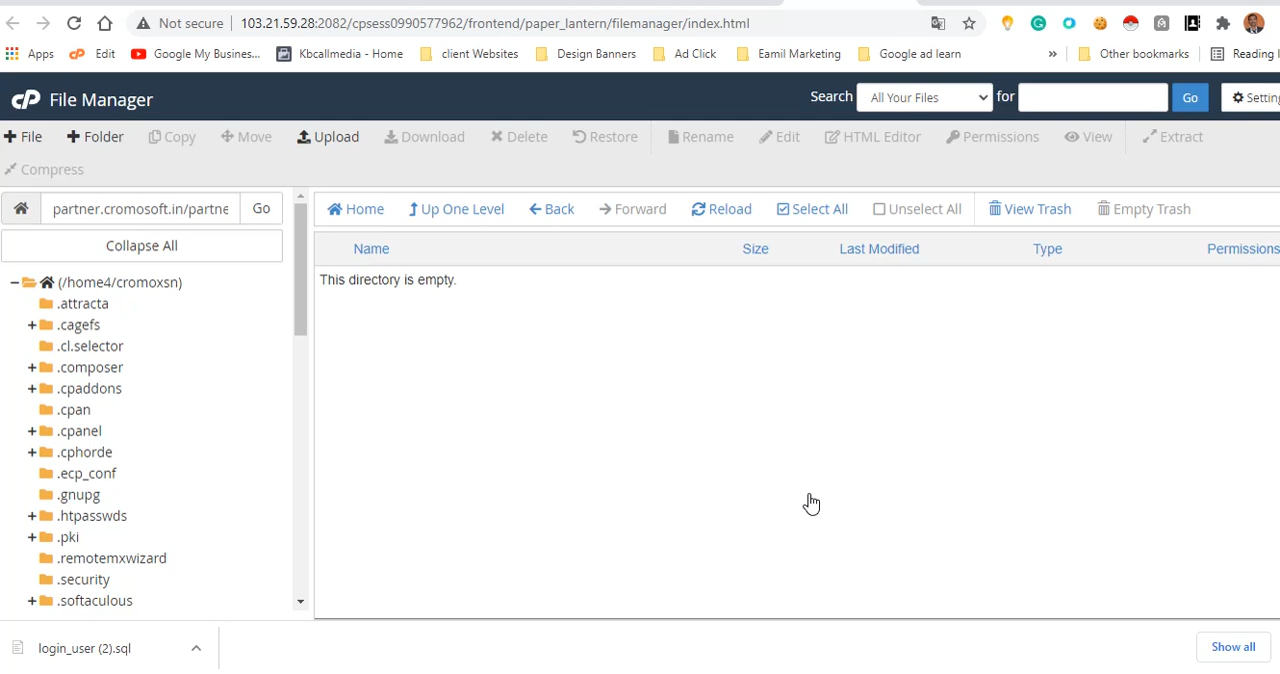 Not secure | 103.21.59.28:2082/cpsess0990577962/frontend/paper_lantern/filemanager/index.html
Apps Edit Google My Busines... Kbcallmedia - Home client Websites Design Banners Ad Click Eamil Marketing Google ad learn » Other bookmarks Reading
cP File Manager Search All Your Files for Go Setting
File Folder Copy Move Upload Download Delete Restore Rename Edit HTML Editor Permissions View Extract
Compress
partner.cromosoft.in/partne Go Home Up One Level Back Forward Reload Select All Unselect All View Trash Empty Trash
Collapse All
Name Size Last Modified Type Permissions
This directory is empty.
(/home4/cromoxsn)
.attracta
.cagefs
.cl.selector
.composer
.cpaddons
.cpan
.cpanel
.cphorde
.ecp_conf
.gnupg
.htpasswds
.pki
.remotemxwizard
.security
.softaculous
login_user (2).sql Show all